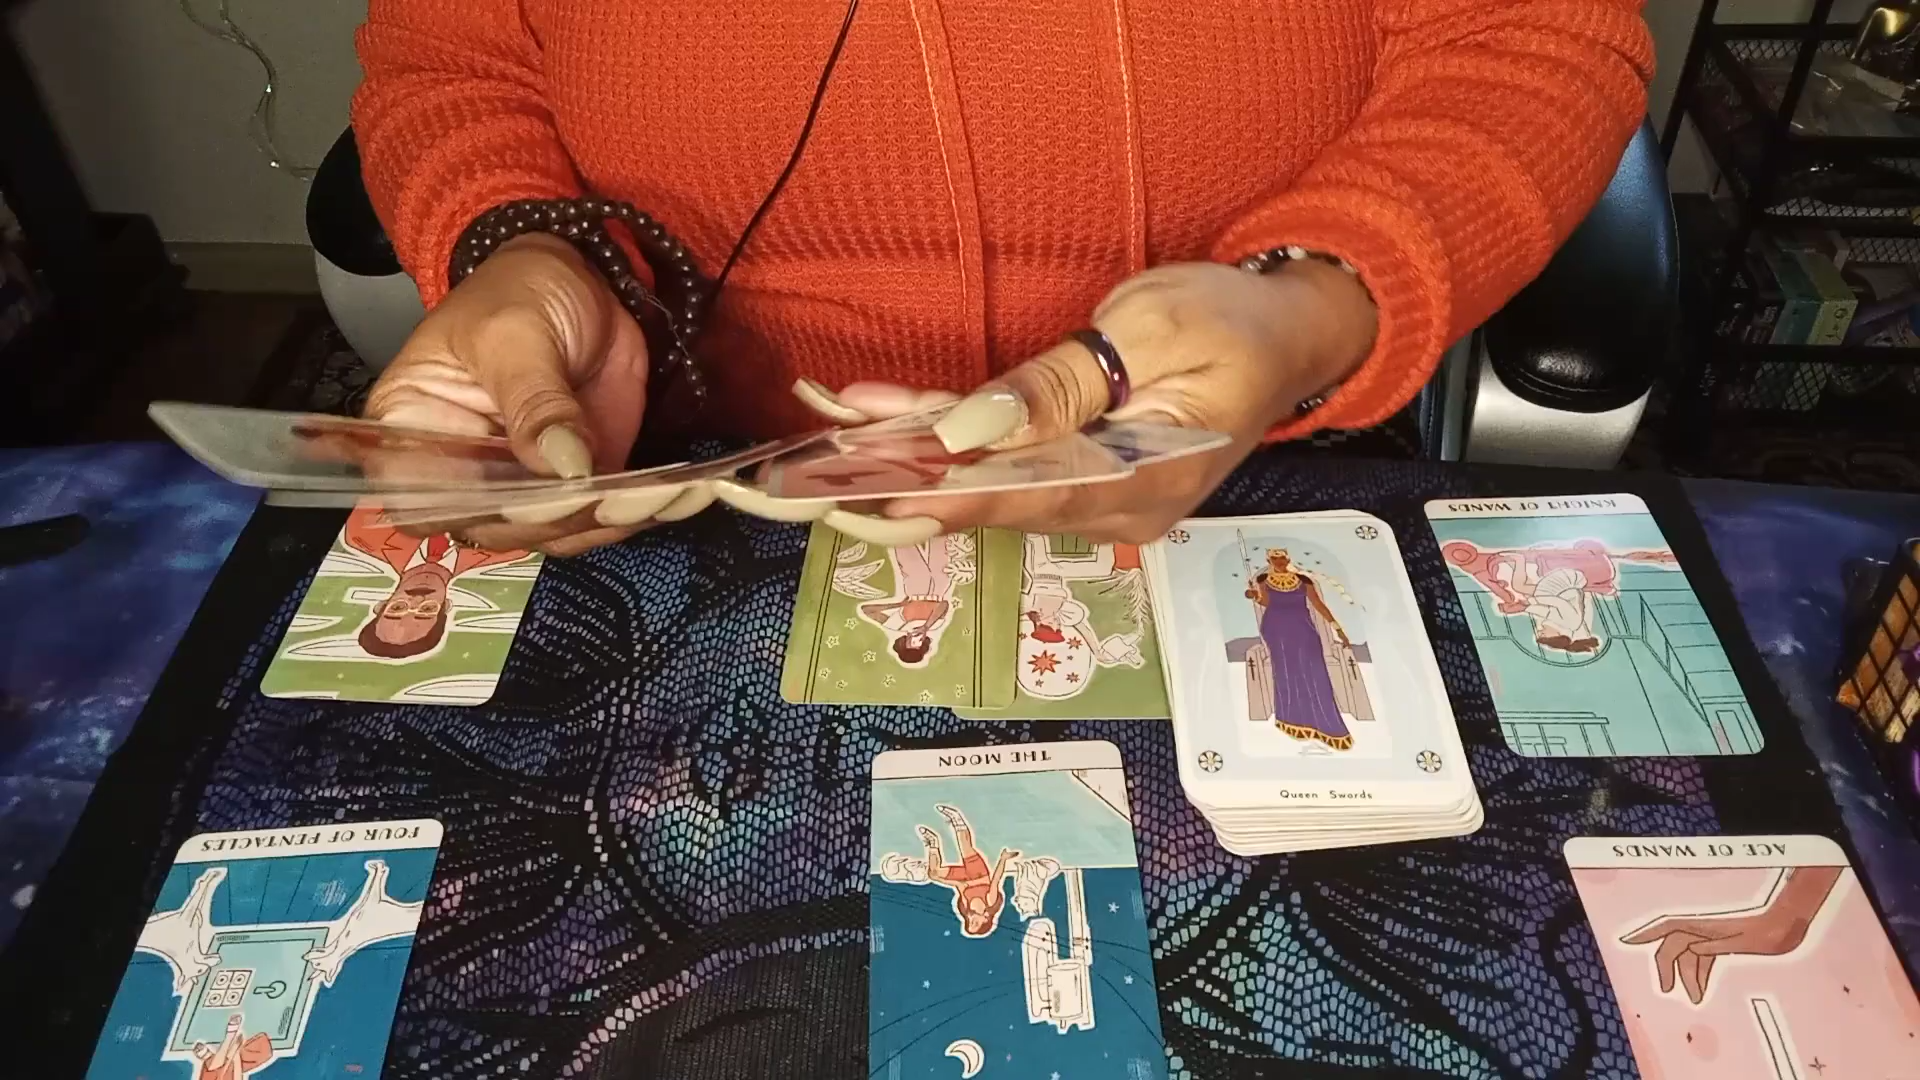 KNIGHT OF WANDS
THE MOON
Queen Swords
FOUR OF PENTACLES
ACE OF WANDS